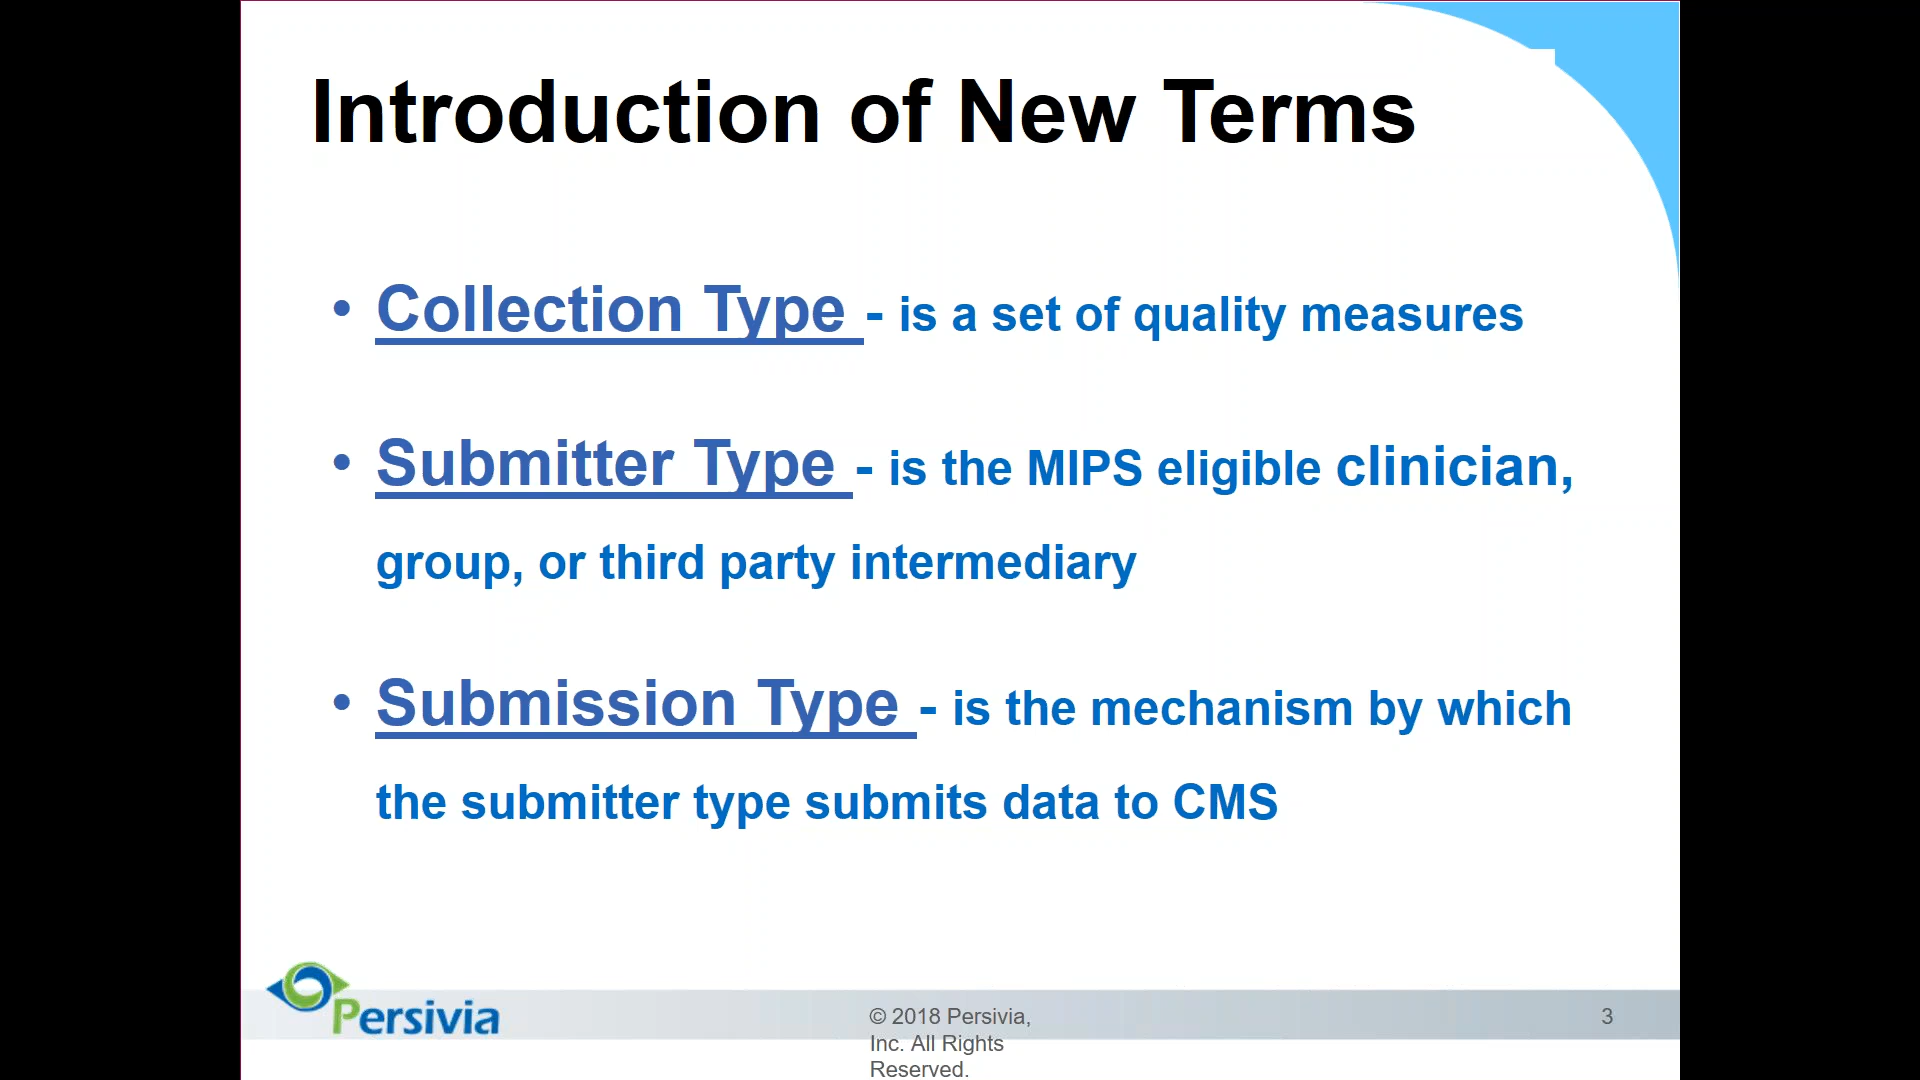 Introduction of New Terms
• Collection Type - is a set of quality measures
• Submitter Type - is the MIPS eligible clinician,
group, or third party intermediary
• Submission Type - is the mechanism by which
the submitter type submits data to CMS
Persivia
© 2018 Persivia,
Inc. All Rights
Reserved.
3